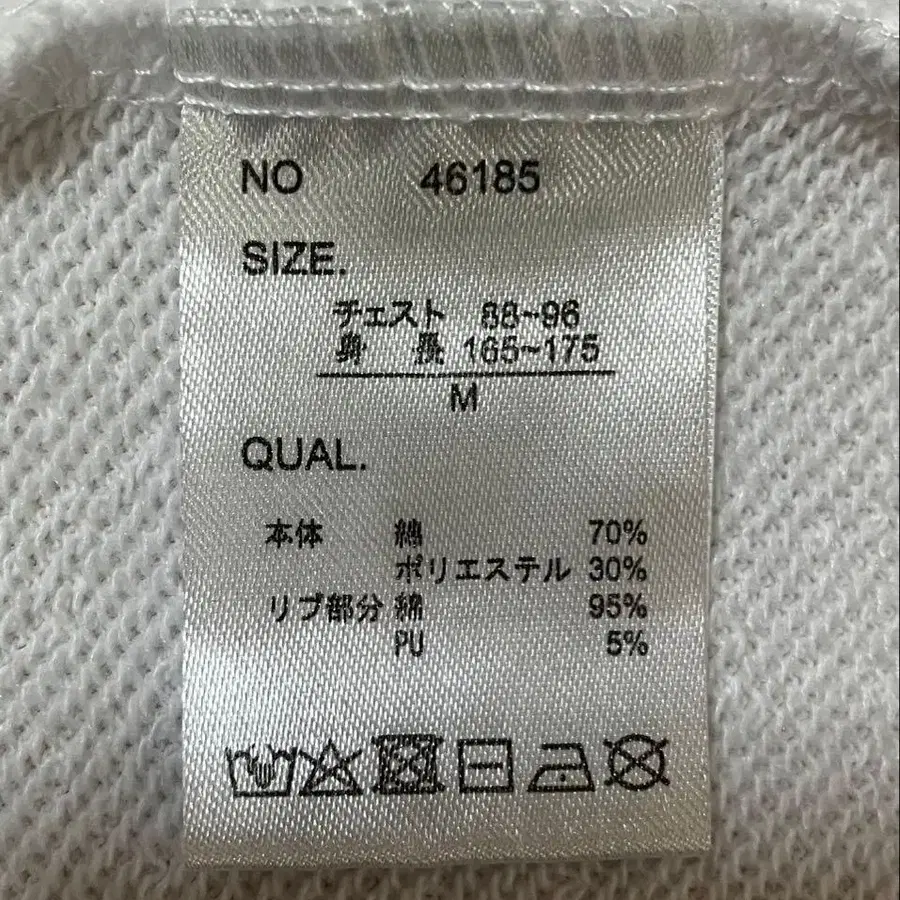 NO 46185
SIZE.
チェスト 88~96
身 長 165~175
M
QUAL.
本体 綿 70%
ポリエステル 30%
リブ部分 綿 95%
PU 5%